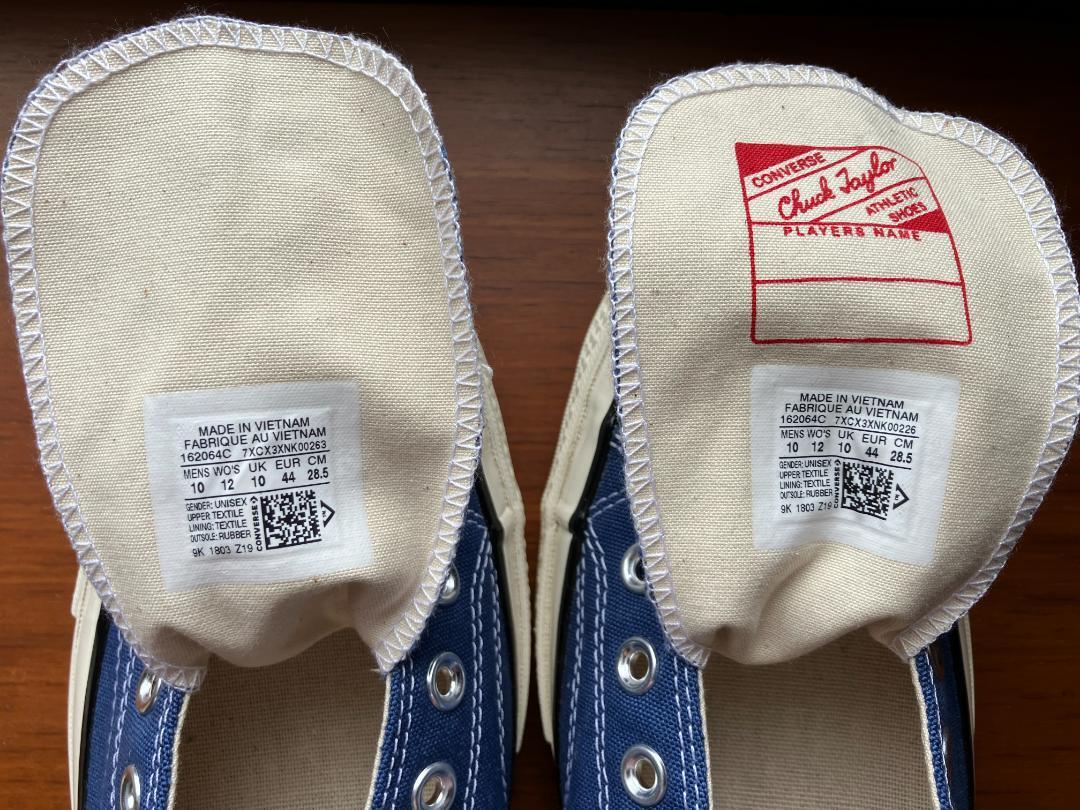 MADE IN VIETNAM
FABRIQUE AU VIETNAM
162064C 7XCX3XNK00263
MENS WO'S UK EUR CM
10 12 10 44 28.5
GENDER: UNISEX
UPPER: TEXTILE
LINING: TEXTILE
OUTSOLE: RUBBER
CONVERSE
9K 1803 Z19
CONVERSE
Chuck Taylor
ATHLETIC
SHOES
PLAYERS NAME
MADE IN VIETNAM
FABRIQUE AU VIETNAM
162064C 7XCX3XNK00226
MENS WO'S UK EUR CM
10 12 10 44 28.5
GENDER: UNISEX
UPPER: TEXTILE
LINING: TEXTILE
OUTSOLE: RUBBER
CONVERSE
9K 1803 Z19